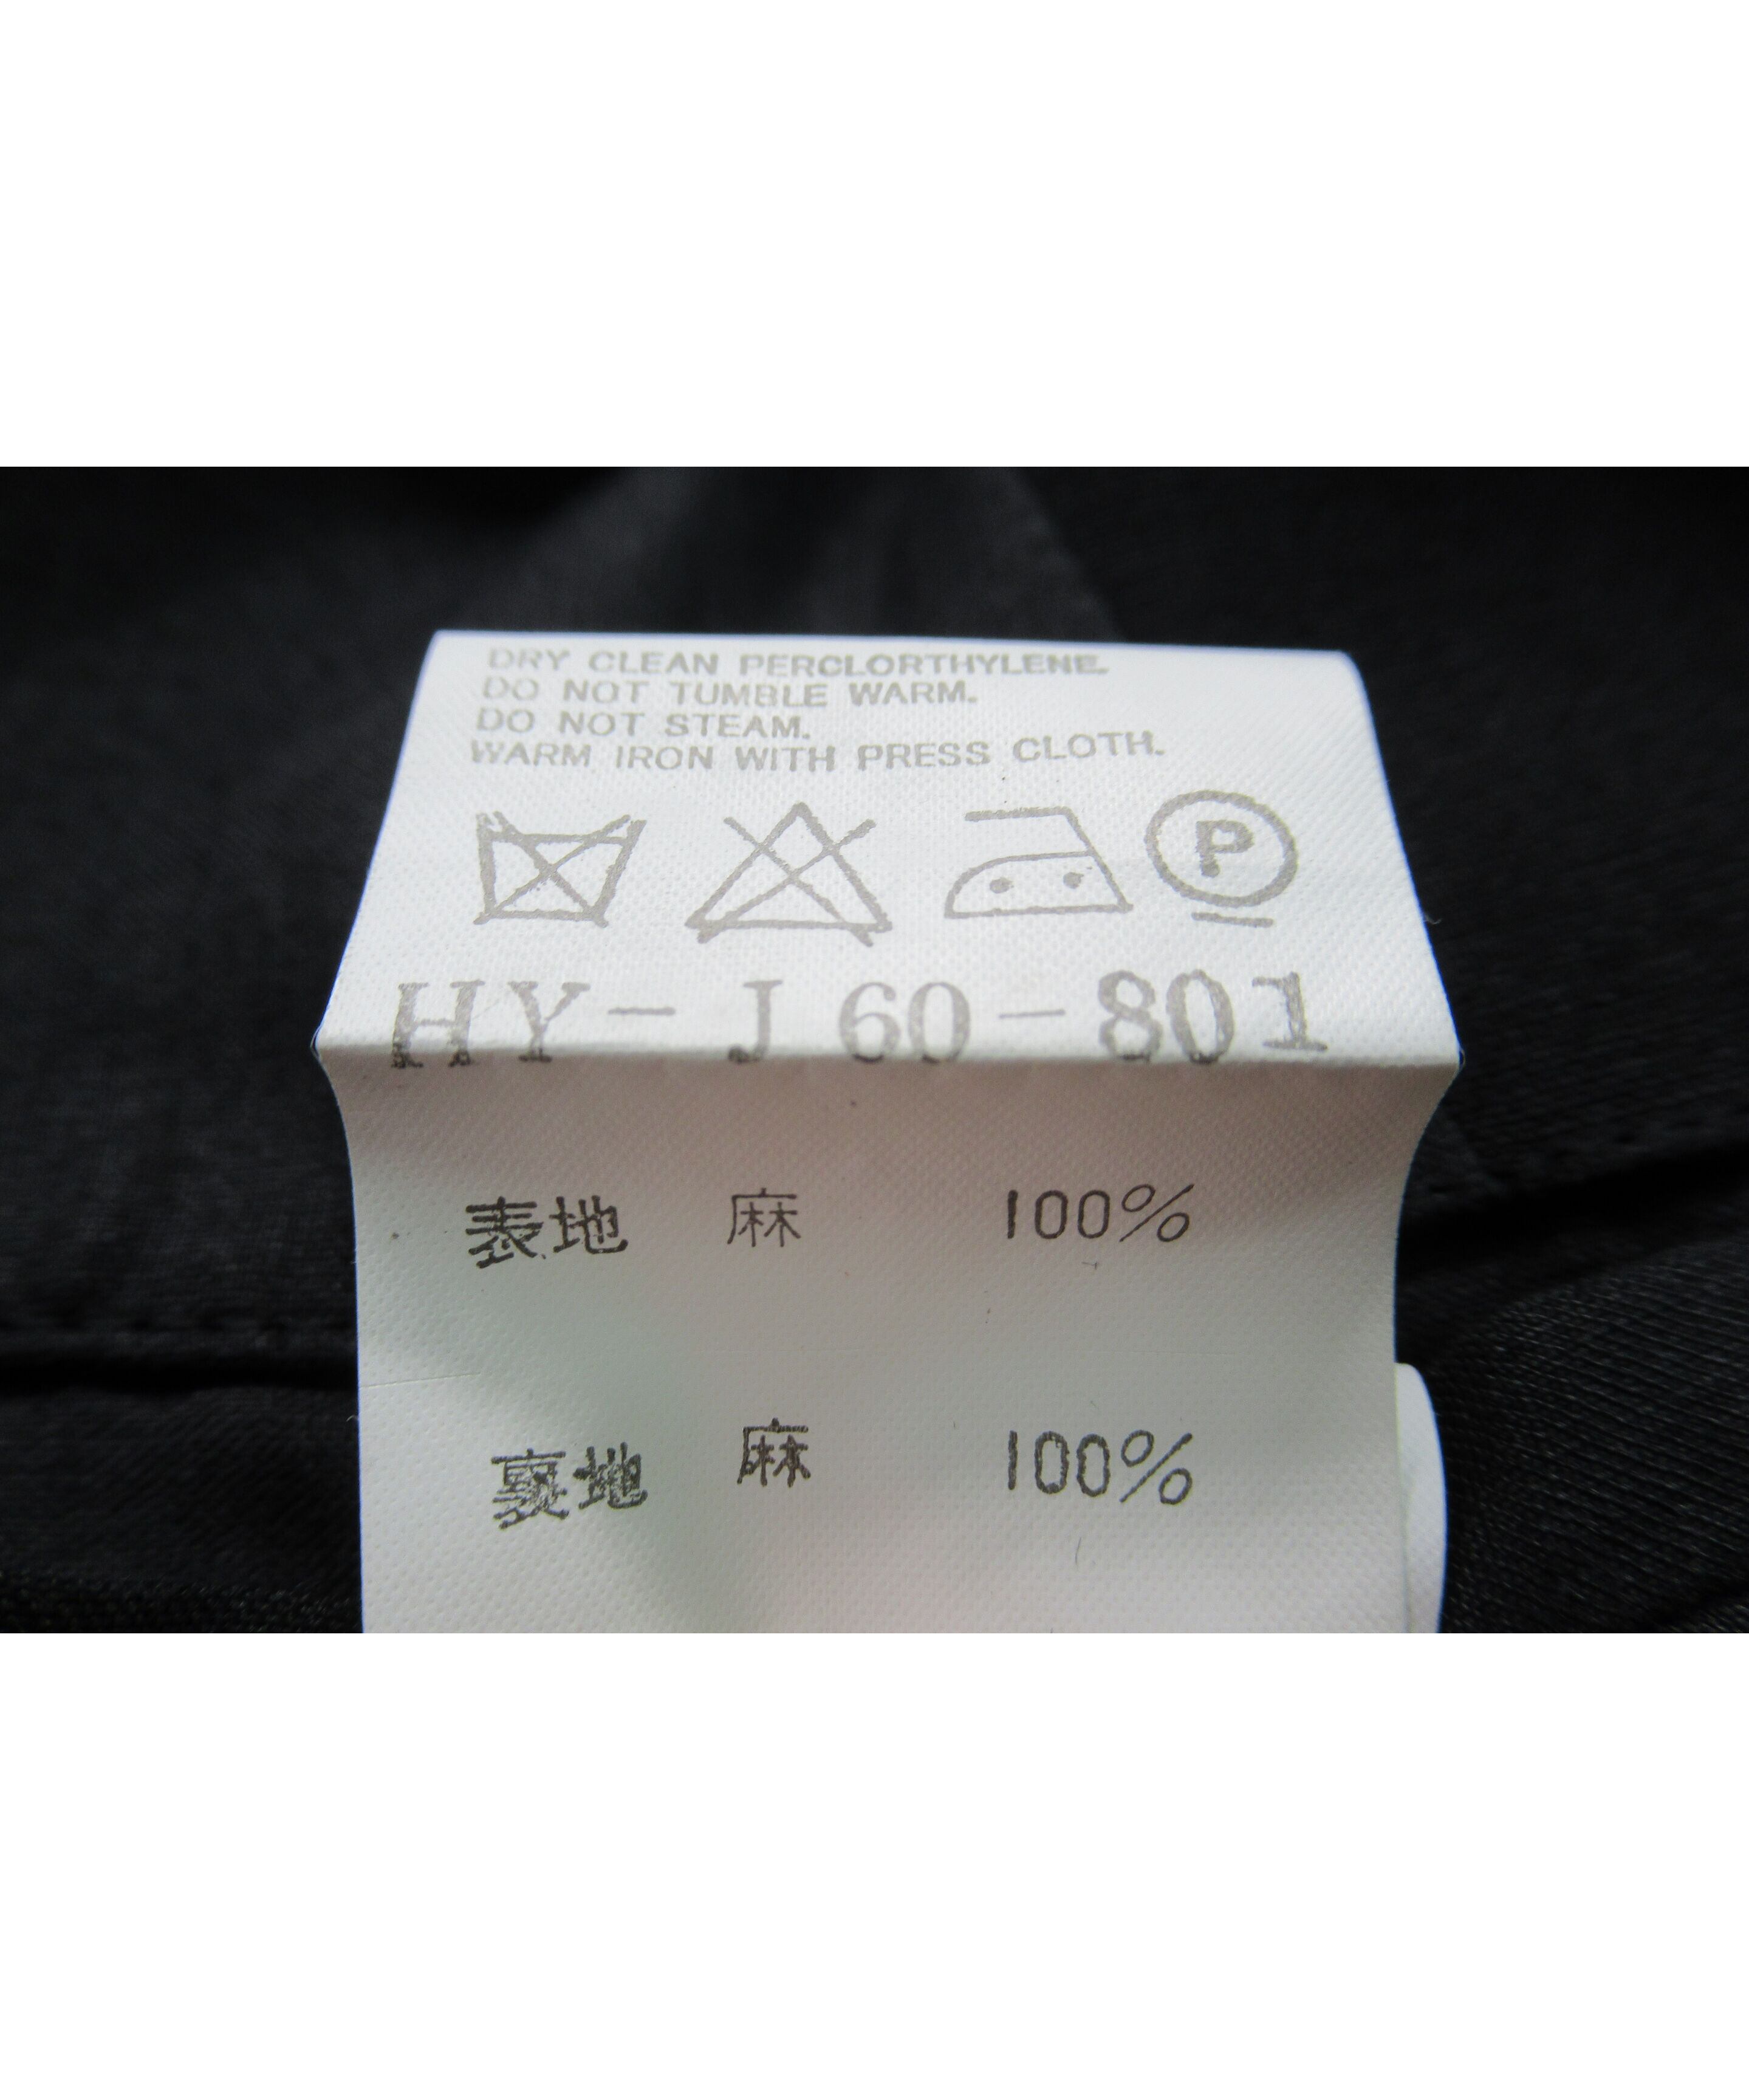 DRY CLEAN PERCLORTHYLENE.
DO NOT TUMBLE WARM.
DO NOT STEAM.
WARM IRON WITH PRESS CLOTH.
P
HY-J60-801
表地 麻 100%
裏地 麻 100%